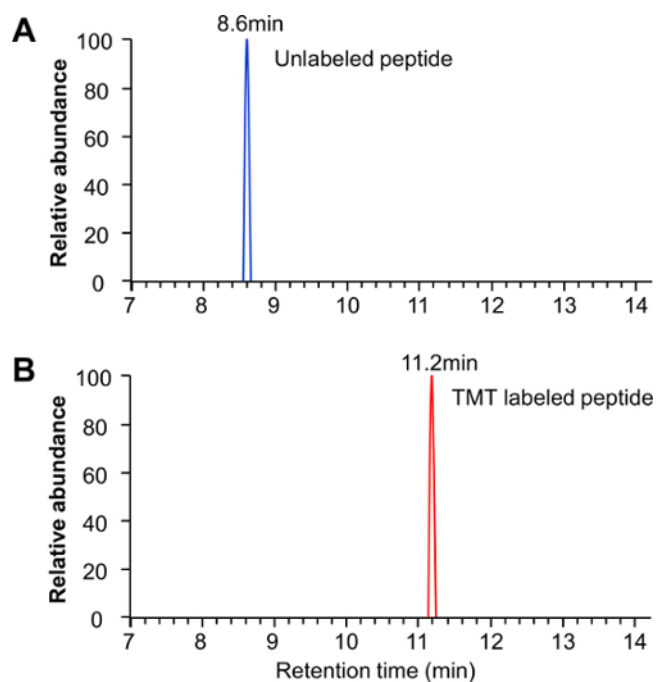 A
8.6min
Unlabeled peptide
Relative abundance
100
80
60
40
20
0
7 8 9 10 11 12 13 14
B
11.2min
TMT labeled peptide
Relative abundance
100
80
60
40
20
0
7 8 9 10 11 12 13 14
Retention time (min)